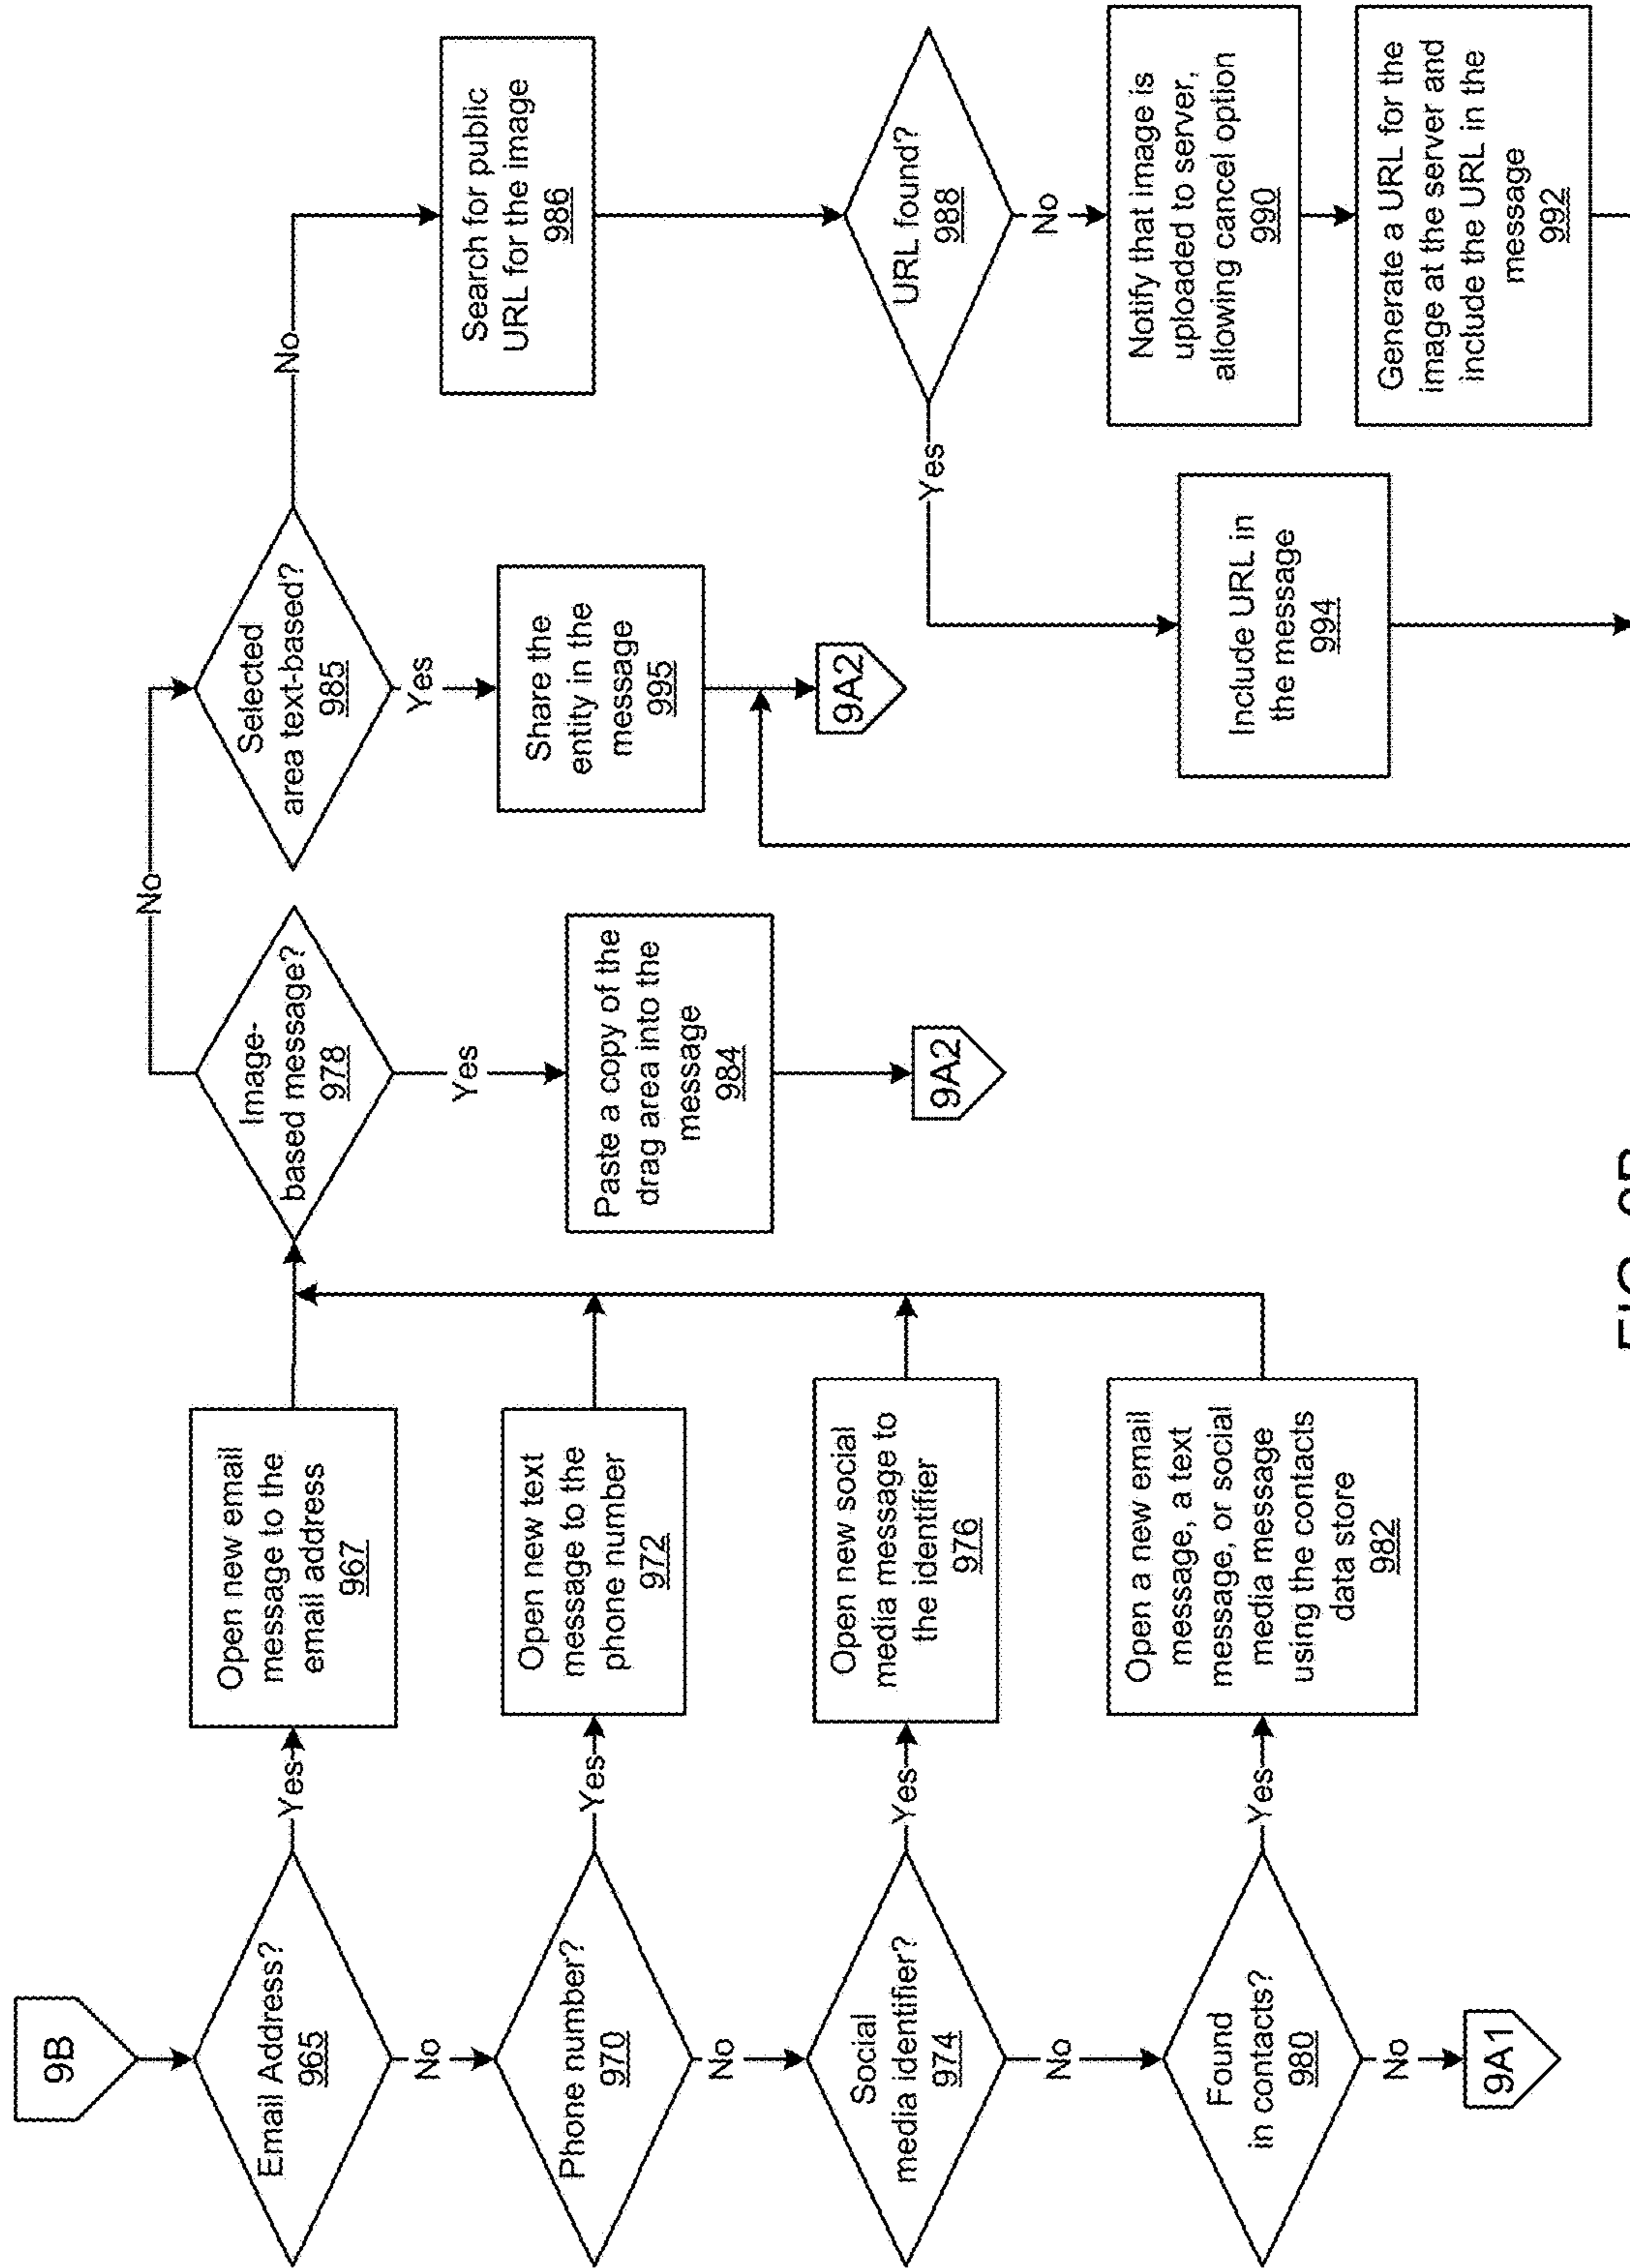 9B
Email Address?
965
Yes
Open new email
message to the
email address
967
No
Phone number?
970
Yes
Open new text
message to the
phone number
972
No
Social
media identifier?
974
Yes
Open new social
media message to
the identifier
976
No
Found
in contacts?
980
Yes
Open a new email
message, a text
message, or social
media message
using the contacts
data store
982
No
9A1
Image-
based message?
978
No
Yes
Paste a copy of the
drag area into the
message
984
9A2
Selected
area text-based?
985
No
Yes
Share the
entity in the
message
995
9A2
Search for public
URL for the image
986
URL found?
988
Yes
No
Include URL in
the message
994
Notify that image is
uploaded to server,
allowing cancel option
990
Generate a URL for the
image at the server and
include the URL in the
message
992